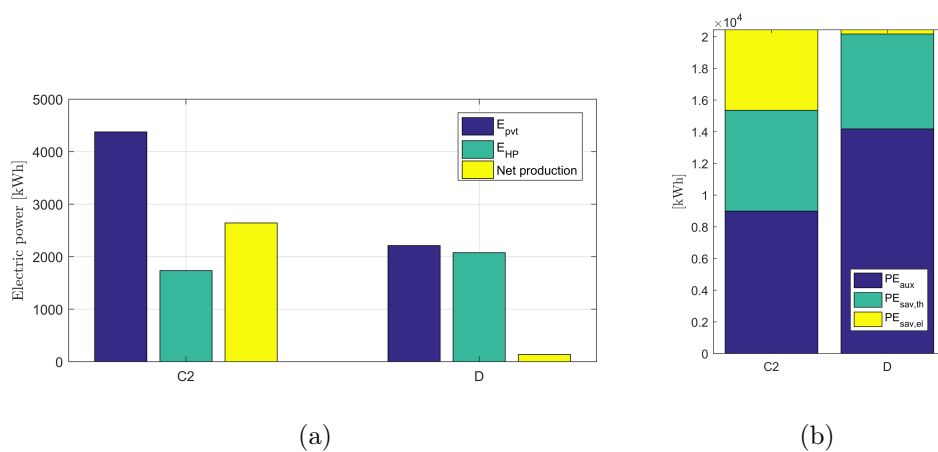 5000
4000
3000
2000
1000
0
Electric power [kWh]
C2
D
E_pvt
E_HP
Net production
(a)
×10^4
2
1.8
1.6
1.4
1.2
1
0.8
0.6
0.4
0.2
0
[kWh]
C2
D
PE_aux
PE_sav,th
PE_sav,el
(b)